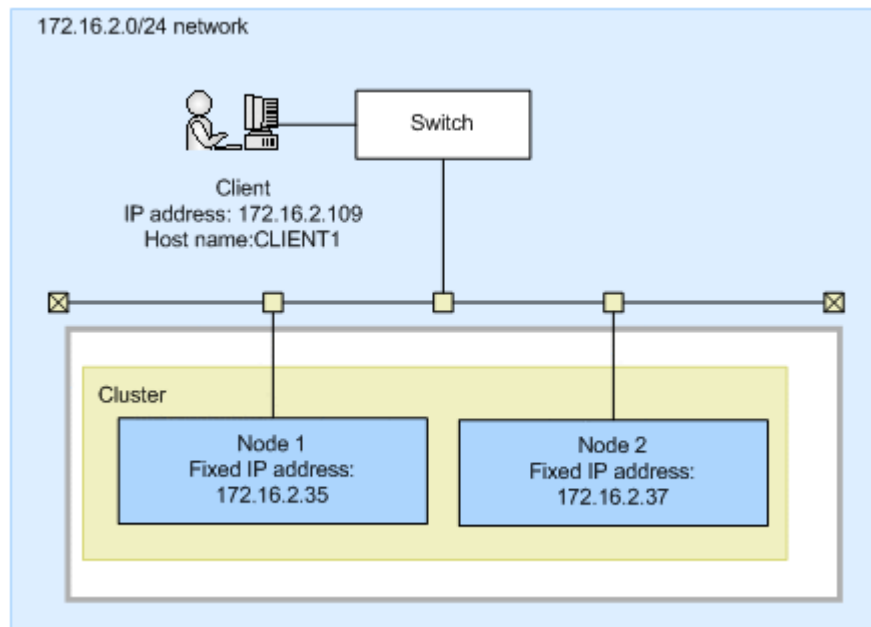 172.16.2.0/24 network
Switch
Client
IP address: 172.16.2.109
Host name:CLIENT1
Cluster
Node 1
Fixed IP address:
172.16.2.35
Node 2
Fixed IP address:
172.16.2.37